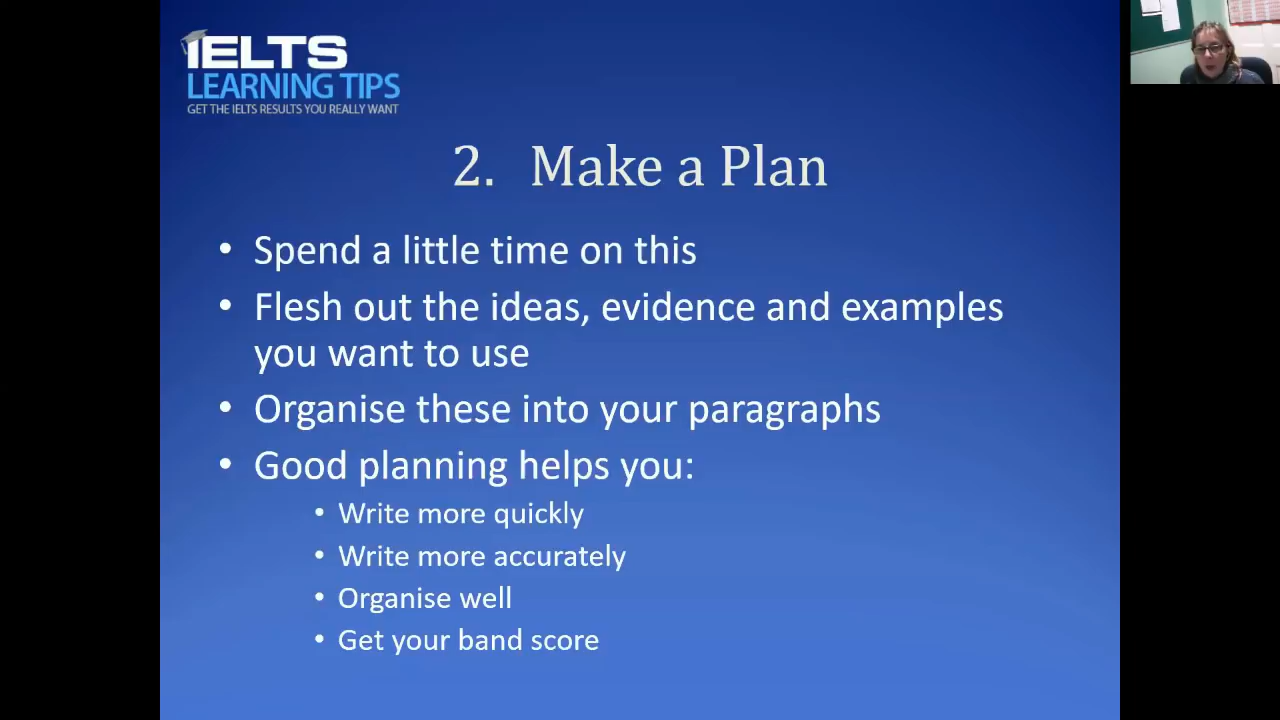 IELTS
LEARNING TIPS
GET THE IELTS RESULTS YOU REALLY WANT
2. Make a Plan
• Spend a little time on this
• Flesh out the ideas, evidence and examples
you want to use
• Organise these into your paragraphs
• Good planning helps you:
• Write more quickly
• Write more accurately
• Organise well
• Get your band score